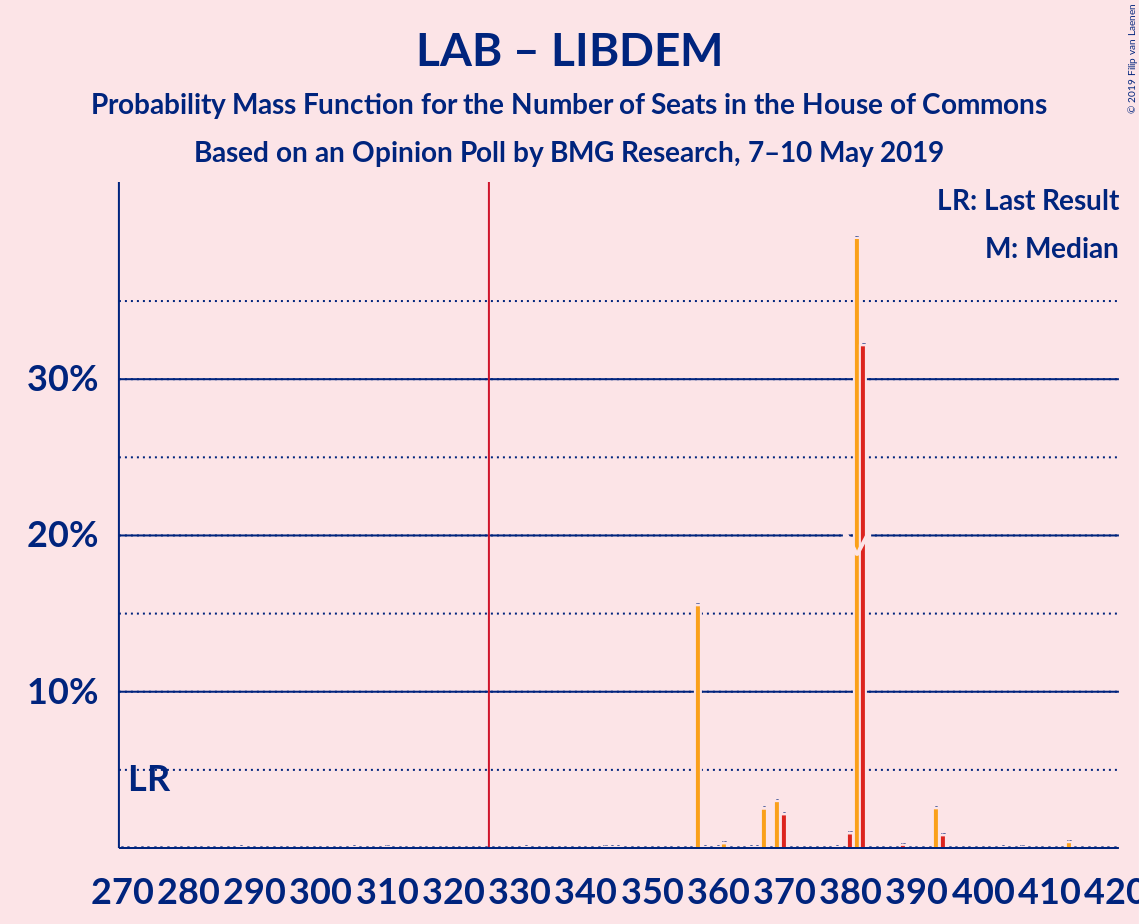 LAB – LIBDEM
Probability Mass Function for the Number of Seats in the House of Commons
Based on an Opinion Poll by BMG Research, 7–10 May 2019
© 2019 Filip van Laenen
LR: Last Result
M: Median
30%
20%
10%
LR
270 280 290 300 310 320 330 340 350 360 370 380 390 400 410 420